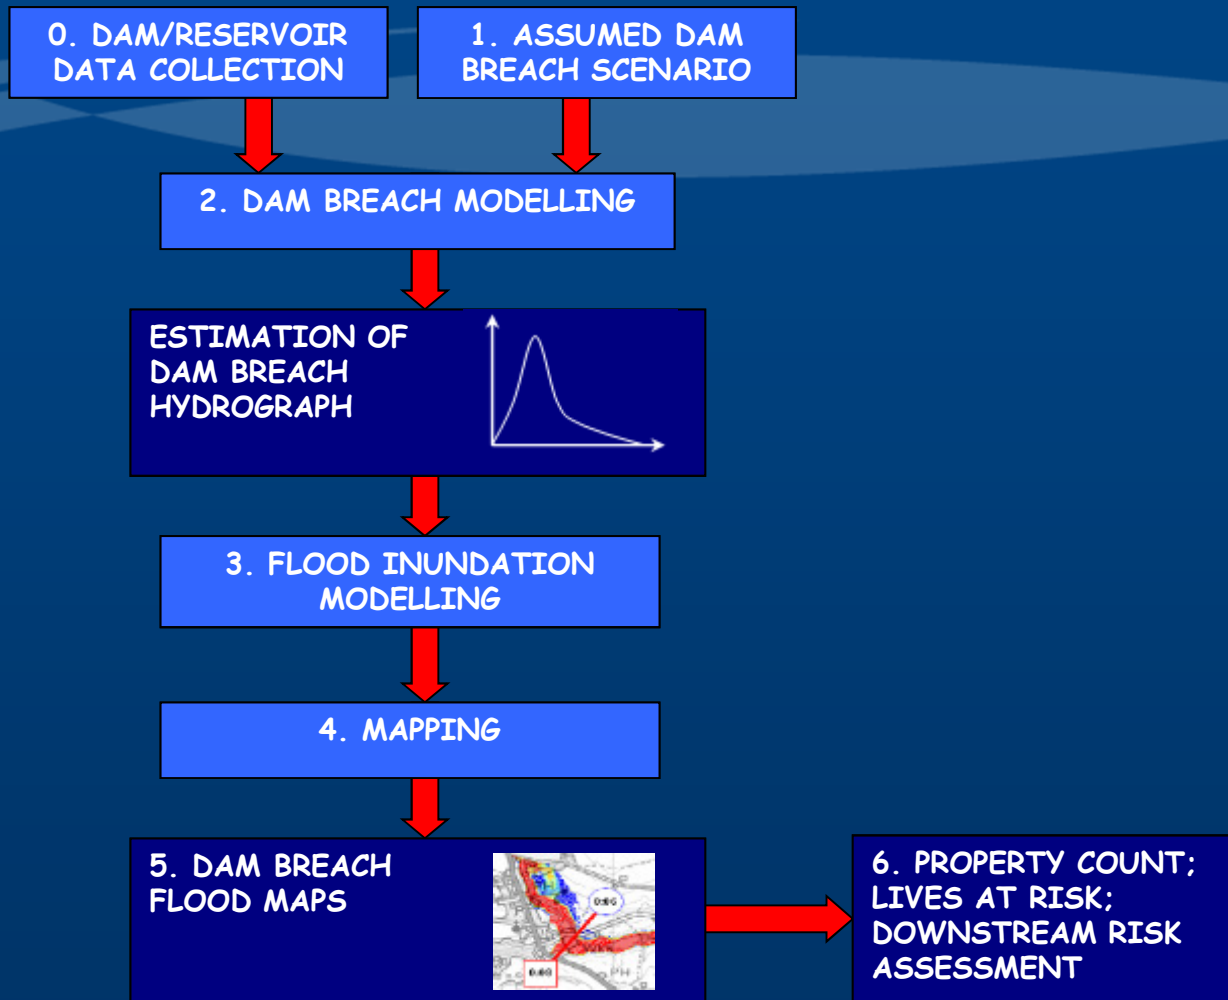 0. DAM/RESERVOIR
DATA COLLECTION
1. ASSUMED DAM
BREACH SCENARIO
2. DAM BREACH MODELLING
ESTIMATION OF
DAM BREACH
HYDROGRAPH
3. FLOOD INUNDATION
MODELLING
4. MAPPING
5. DAM BREACH
FLOOD MAPS
PH
6. PROPERTY COUNT;
LIVES AT RISK;
DOWNSTREAM RISK
ASSESSMENT